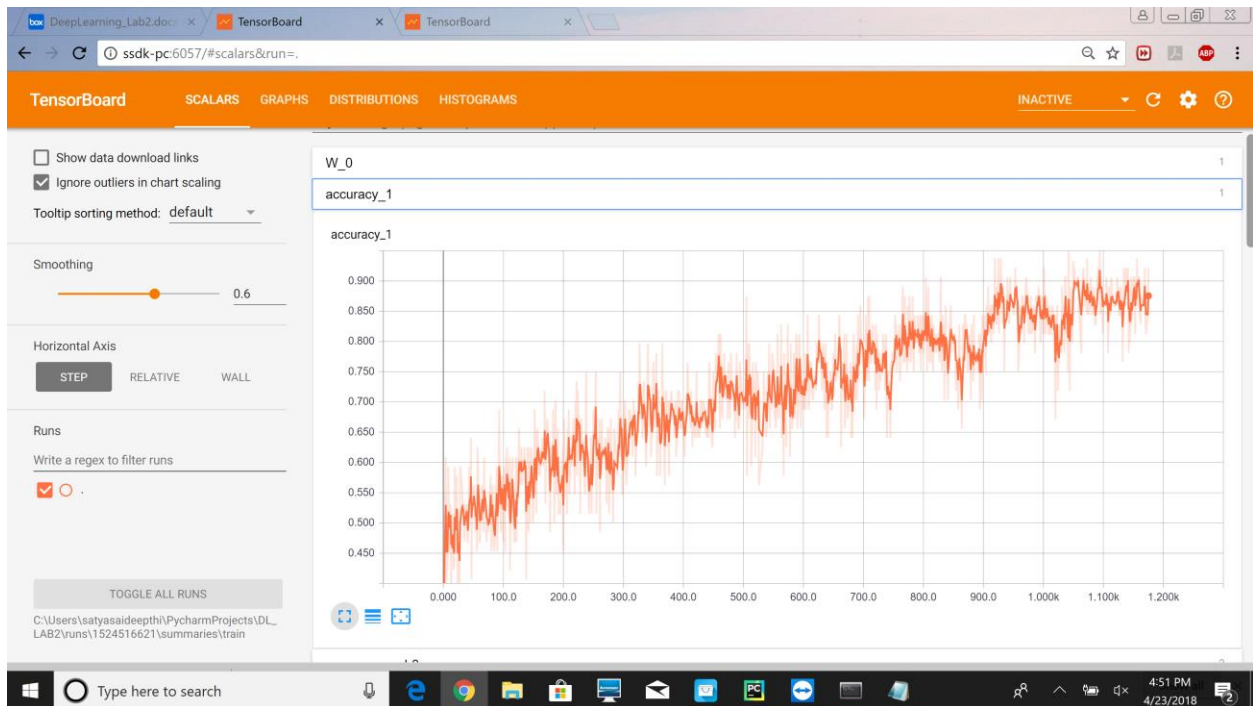 DeepLearning_Lab2.doc
TensorBoard
TensorBoard
ssdk-pc:6057/#scalars&run=.
ABP
TensorBoard
SCALARS
GRAPHS
DISTRIBUTIONS
HISTOGRAMS
INACTIVE
Show data download links
Ignore outliers in chart scaling
Tooltip sorting method: default
Smoothing
0.6
Horizontal Axis
STEP
RELATIVE
WALL
Runs
Write a regex to filter runs
.
TOGGLE ALL RUNS
C:\Users\satyasaideepthi\PycharmProjects\DL_
LAB2\runs\1524516621\summaries\train
W_0
1
accuracy_1
1
accuracy_1
0.900
0.850
0.800
0.750
0.700
0.650
0.600
0.550
0.500
0.450
0.000 100.0 200.0 300.0 400.0 500.0 600.0 700.0 800.0 900.0 1.000k 1.100k 1.200k
box
Type here to search
PC
4:51 PM
4/23/2018
2